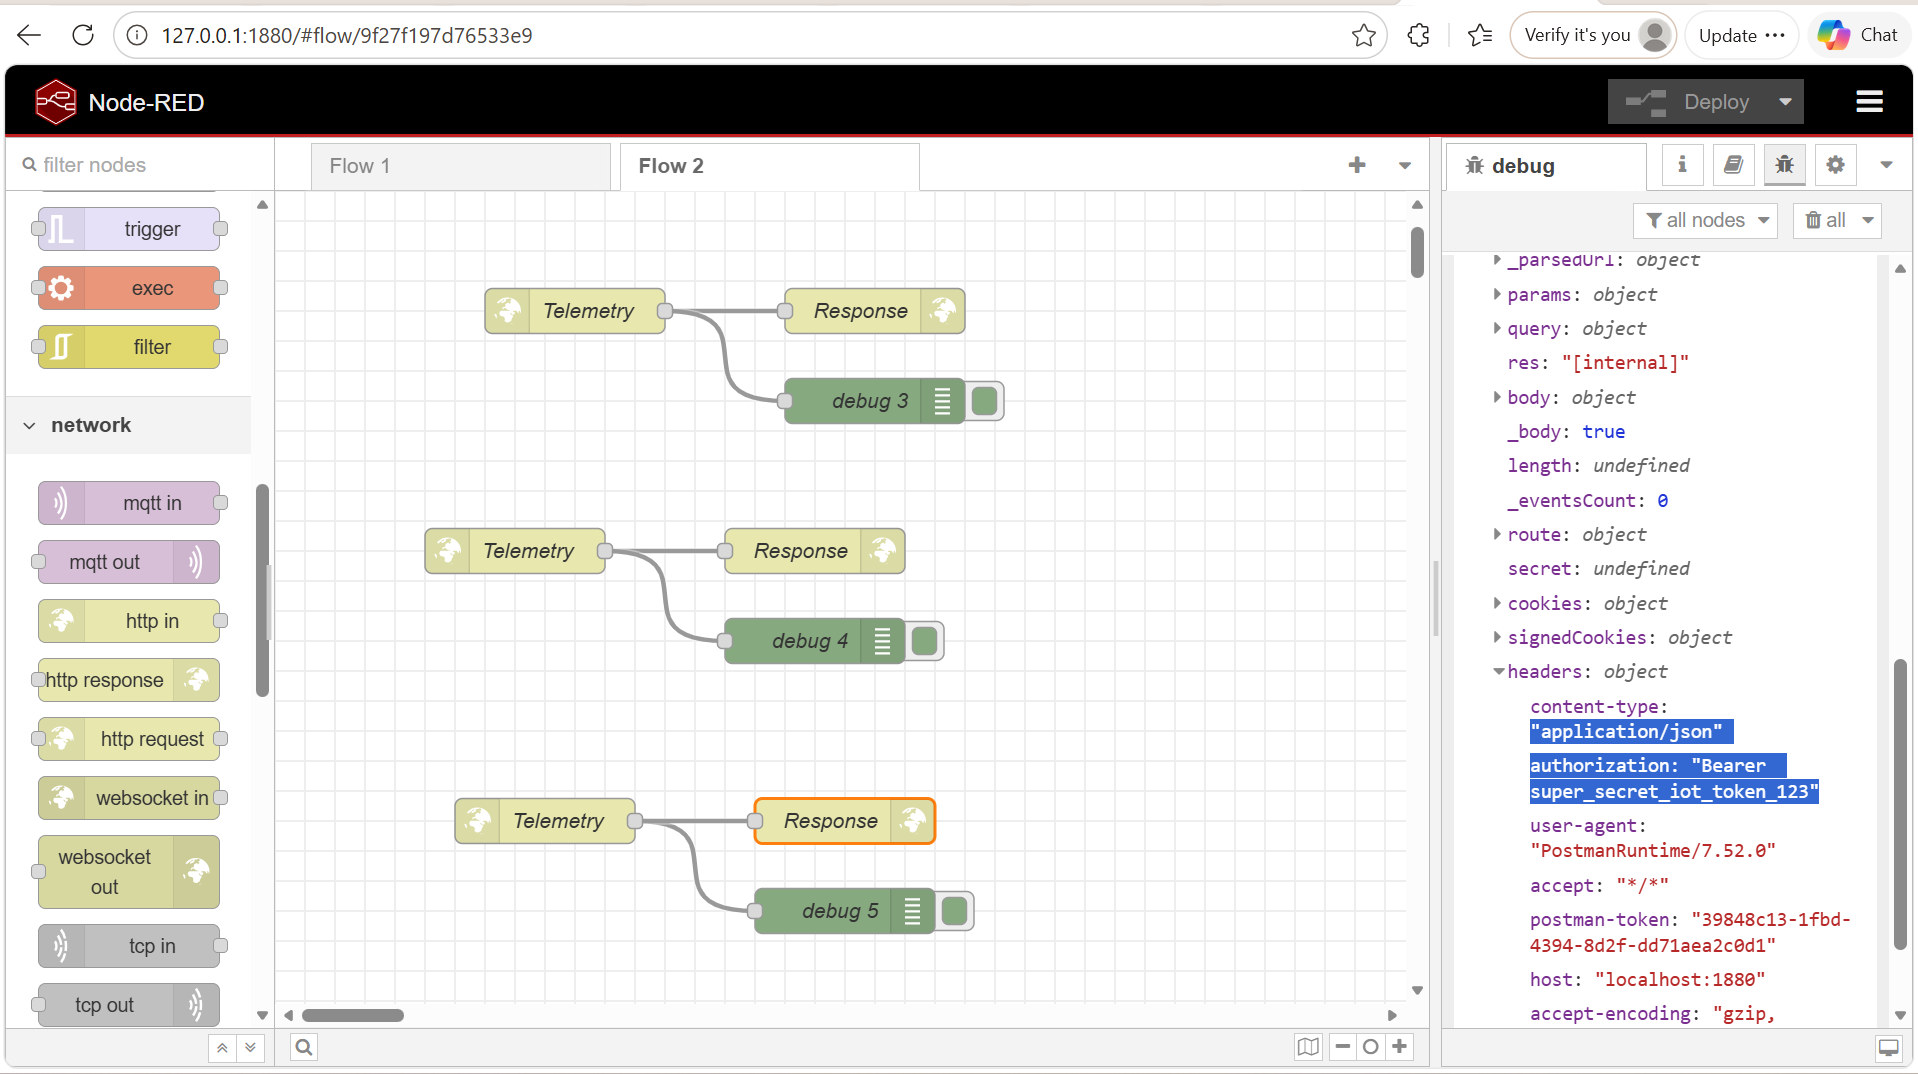 127.0.0.1:1880/#flow/9f27f197d76533e9
Verify it's you
Update
Chat
Node-RED
Deploy
filter nodes
Flow 1
Flow 2
debug
i
all nodes
all
trigger
exec
filter
network
mqtt in
mqtt out
http in
http response
http request
websocket in
websocket
out
tcp in
tcp out
Telemetry
Response
debug 3
Telemetry
Response
debug 4
Telemetry
Response
debug 5
_parsedUrl: object
params: object
query: object
res: "[internal]"
body: object
_body: true
length: undefined
_eventsCount: 0
route: object
secret: undefined
cookies: object
signedCookies: object
headers: object
content-type:
"application/json"
authorization: "Bearer
super_secret_iot_token_123"
user-agent:
"PostmanRuntime/7.52.0"
accept: "*/*"
postman-token: "39848c13-1fbd-
4394-8d2f-dd71aea2c0d1"
host: "localhost:1880"
accept-encoding: "gzip,